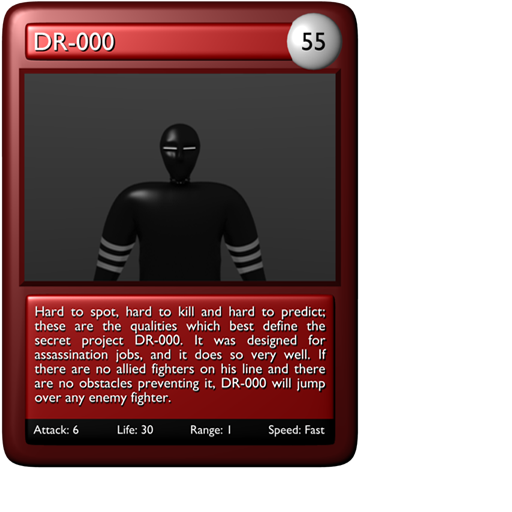 DR-000
55
Hard to spot, hard to kill and hard to predict;
these are the qualities which best define the
secret project DR-000. It was designed for
assassination jobs, and it does so very well. If
there are no allied fighters on his line and there
are no obstacles preventing it, DR-000 will jump
over any enemy fighter.
Attack: 6 Life: 30 Range: 1 Speed: Fast